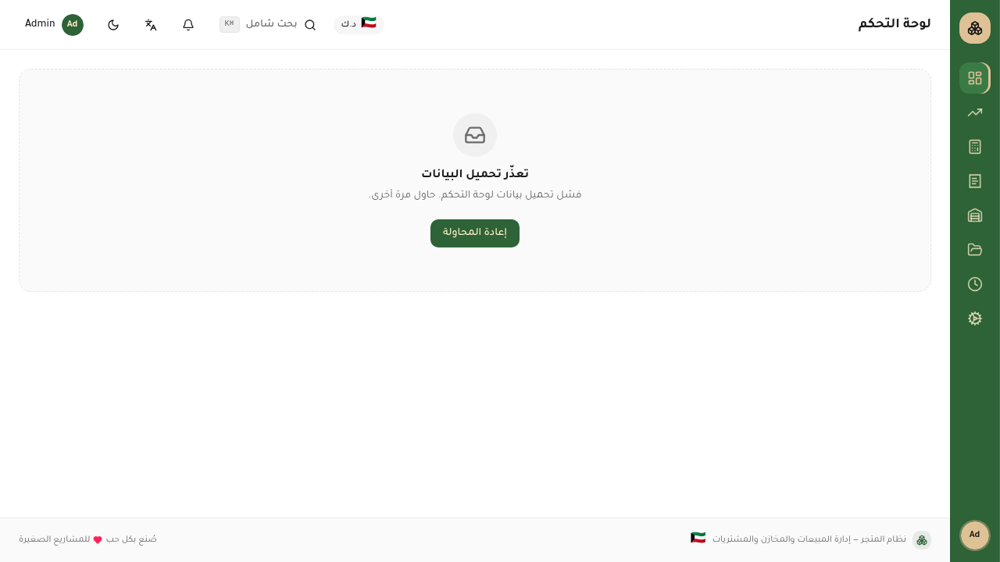 لوحة التحكم
د.ك
بحث شامل
⌘K
Admin
Ad
تعذّر تحميل البيانات
فشل تحميل بيانات لوحة التحكم. حاول مرة أخرى.
إعادة المحاولة
Ad
نظام المتجر — إدارة المبيعات والمخازن والمشتريات
صُنع بكل حب للمشاريع الصغيرة